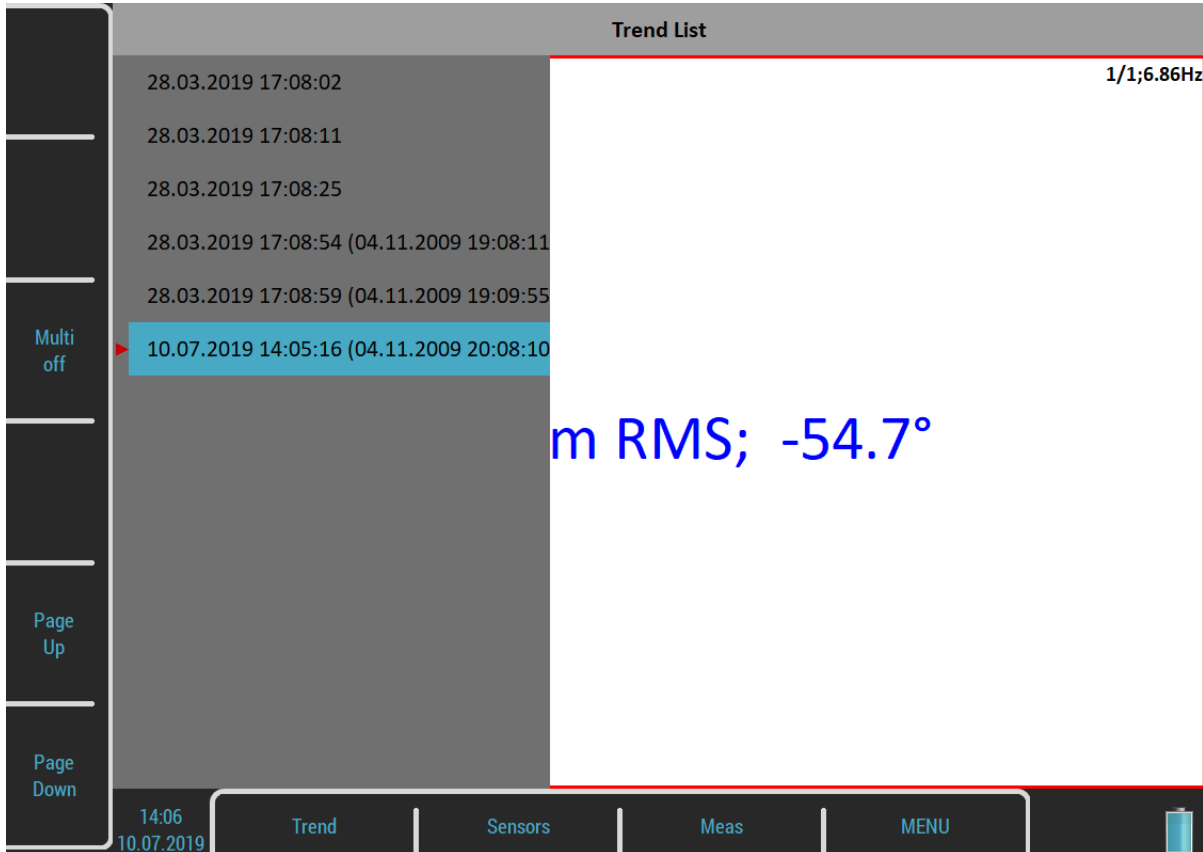 Trend List
28.03.2019 17:08:02
28.03.2019 17:08:11
28.03.2019 17:08:25
28.03.2019 17:08:54 (04.11.2009 19:08:11
28.03.2019 17:08:59 (04.11.2009 19:09:55
10.07.2019 14:05:16 (04.11.2009 20:08:10
1/1;6.86Hz
m RMS; -54.7°
Multi
off
Page
Up
Page
Down
14:06
10.07.2019
Trend
Sensors
Meas
MENU